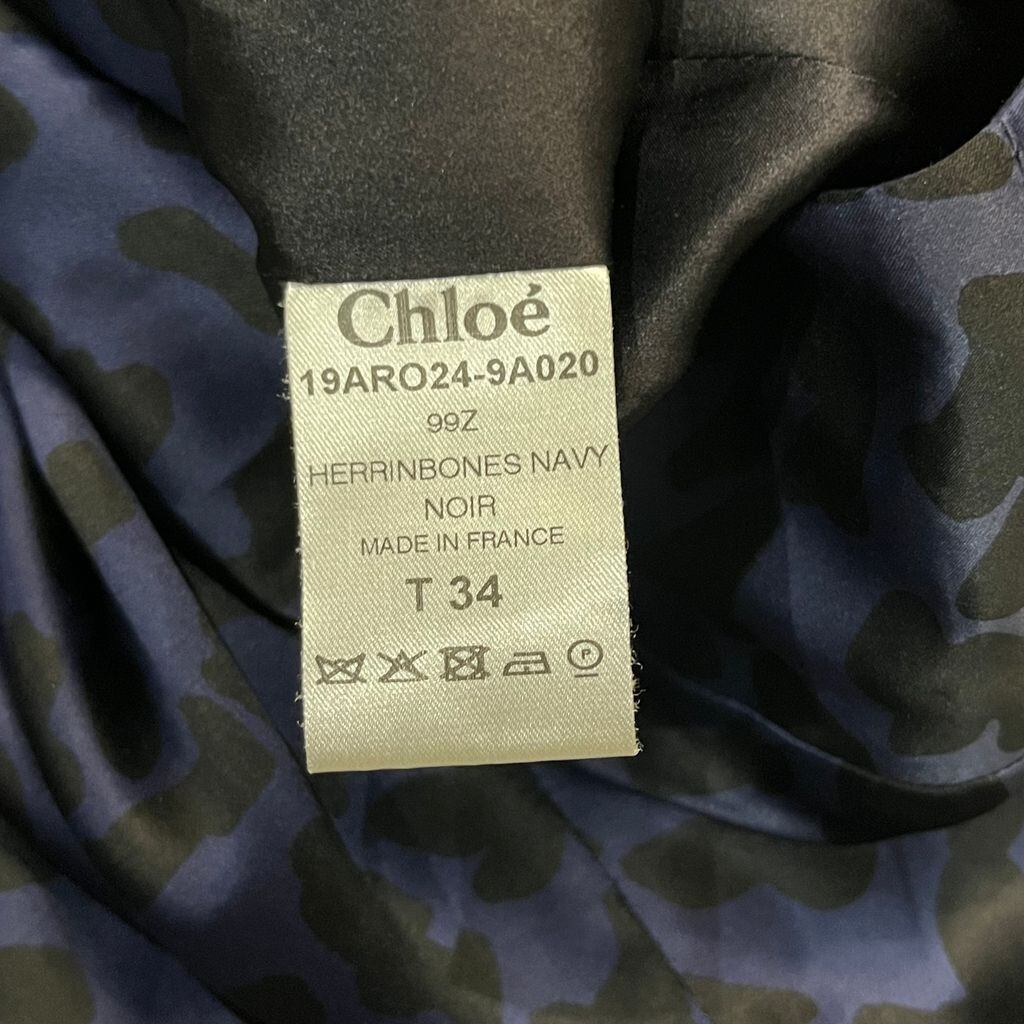 Chloé
19ARO24-9A020
99Z
HERRINBONES NAVY
NOIR
MADE IN FRANCE
T 34
P